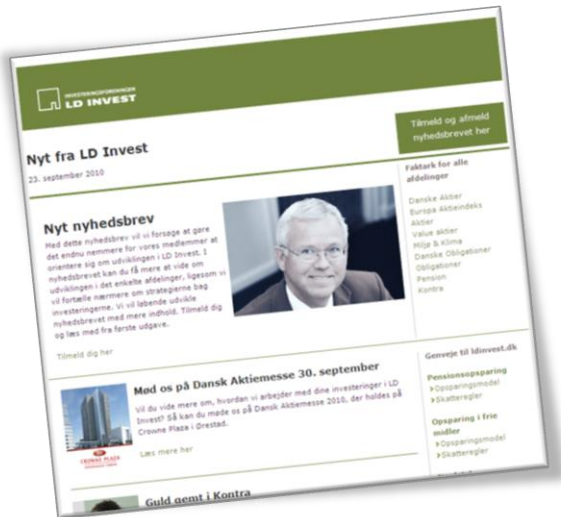 INVESTERINGSFORENINGEN
LD INVEST
Tilmeld og afmeld
nyhedsbrevet her
Nyt fra LD Invest
23. september 2010
Nyt nyhedsbrev
Med dette nyhedsbrev vil vi forsøge at gøre
det endnu nemmere for vores medlemmer at
orientere sig om udviklingen i LD Invest. I
nyhedsbrevet kan du få mere at vide om
udviklingen i det enkelte afdelinger, ligesom vi
vil fortælle nærmere om strategierne bag
investeringerne. Vi vil løbende udvikle
nyhedsbrevet med mere indhold. Tilmeld dig
og læs med fra første udgave.
Tilmeld dig her
Faktark for alle
afdelinger
Danske Aktier
Europa Aktieindeks
Aktier
Value aktier
Miljø & Klima
Danske Obligationer
Obligationer
Pension
Kontra
Mød os på Dansk Aktiemesse 30. september
Vil du vide mere om, hvordan vi arbejder med dine investeringer i LD
Invest? Så kan du møde os på Dansk Aktiemesse 2010, der holdes på
Crowne Plaza i Ørestad.
Læs mere her
CROWNE PLAZA
Genveje til ldinvest.dk
Pensionsopsparing
Opsparingsmodel
Skatteregler
Opsparing i frie
midler
Opsparingsmodel
Skatteregler
Guld gemt i Kontra